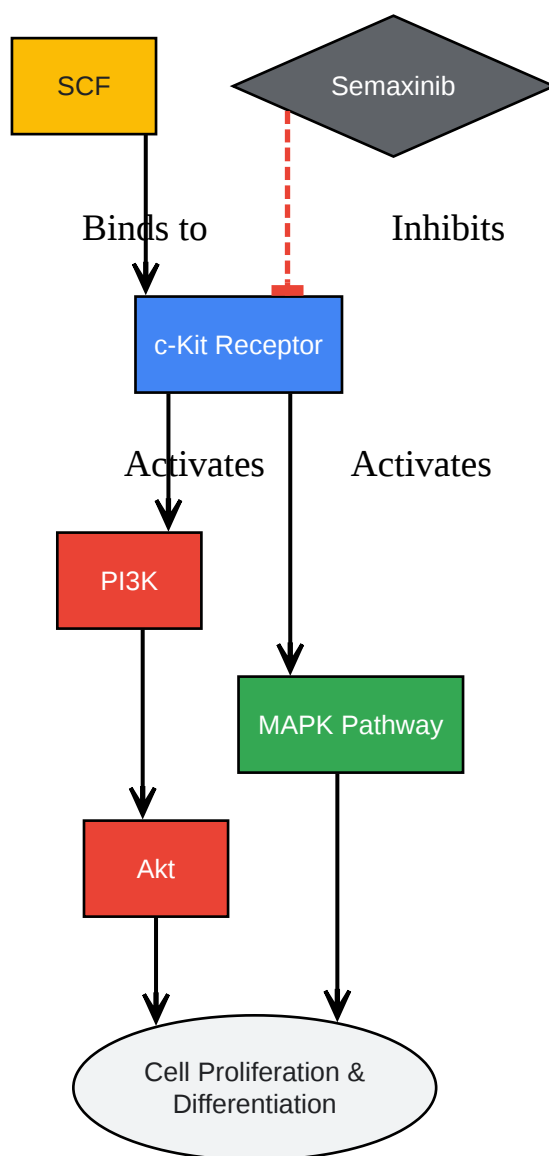 SCF
Semaxinib
Binds to
Inhibits
c-Kit Receptor
Activates
Activates
PI3K
MAPK Pathway
Akt
Cell Proliferation &
Differentiation